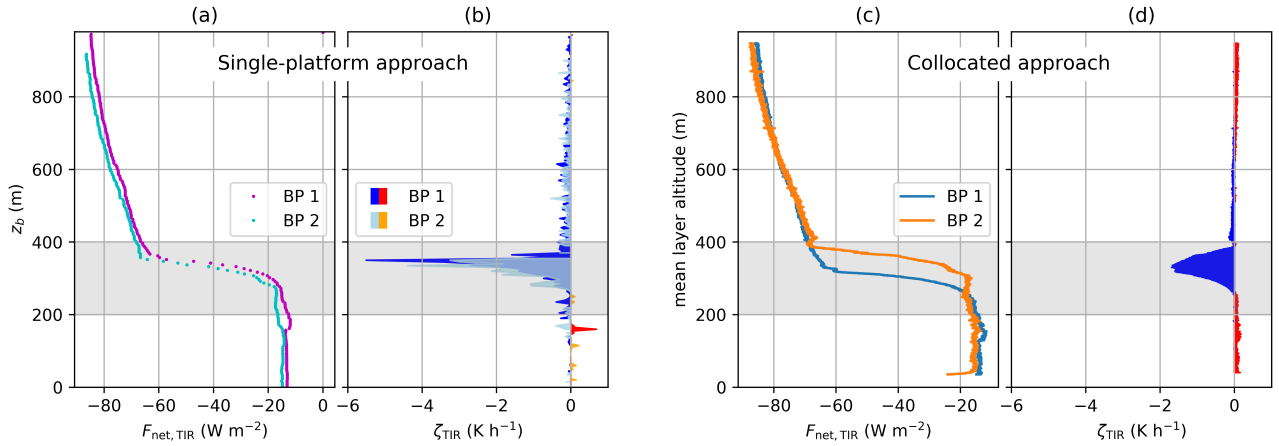 (a) (b) (c) (d)
Single-platform approach Collocated approach
800 800
600 600
BP 1 BP 1 BP 1
BP 2 BP 2 BP 2
400 400
200 200
0 0
z_b (m) mean layer altitude (m)
−80 −60 −40 −20 0 −6 −4 −2 0 −80 −60 −40 −20 −6 −4 −2 0
F_net, TIR (W m⁻²) ζ_TIR (K h⁻¹) F_net, TIR (W m⁻²) ζ_TIR (K h⁻¹)